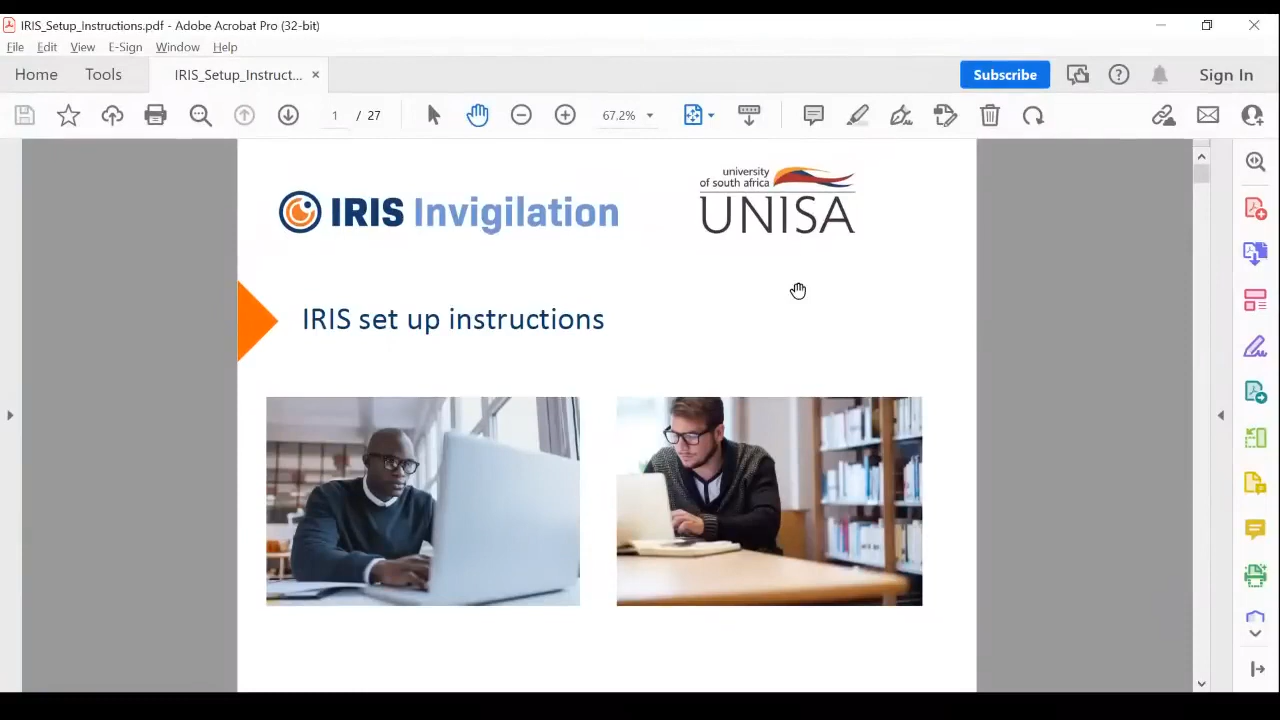 IRIS_Setup_Instructions.pdf - Adobe Acrobat Pro (32-bit)
File Edit View E-Sign Window Help
Home Tools IRIS_Setup_Instruct... × Subscribe Sign In
1 / 27 67,2%
IRIS Invigilation
university
of south africa
UNISA
IRIS set up instructions